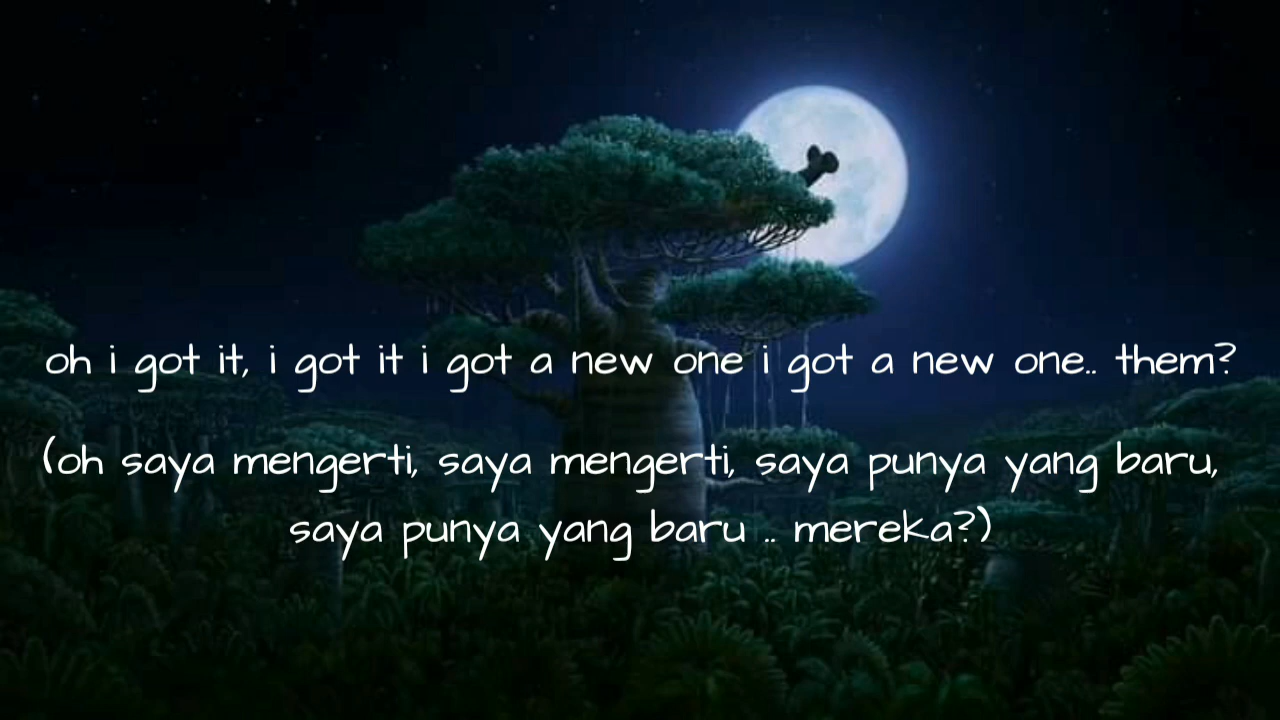 oh i got it, i got it i got a new one i got a new one.. them?
(oh saya mengerti, saya mengerti, saya punya yang baru,
saya punya yang baru .. mereka?)